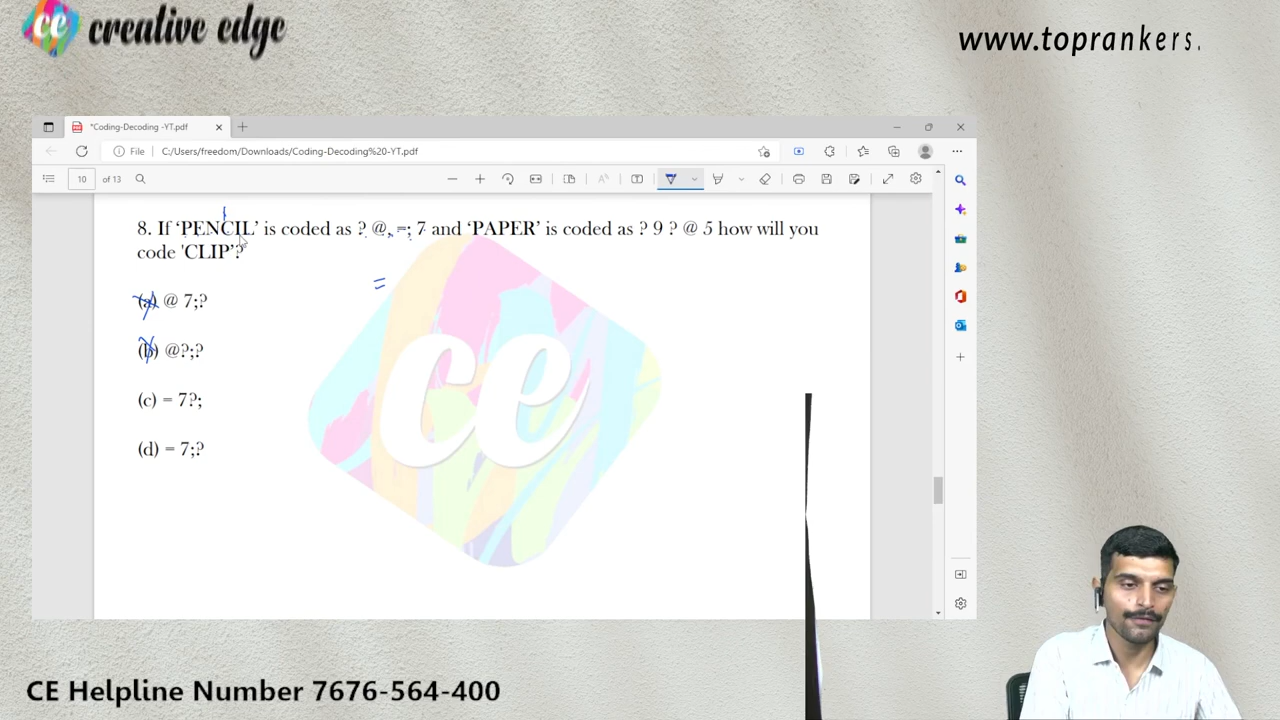 ce creative edge
www.toprankers.
*Coding-Decoding -YT.pdf
File C:/Users/freedom/Downloads/Coding-Decoding%20-YT.pdf
10 of 13
8. If ‘PENCIL’ is coded as ? @, =; 7 and ‘PAPER’ is coded as ? 9 ? @ 5 how will you
code 'CLIP’?
=
(a) @ 7;?
(b) @?;?
(c) = 7?;
(d) = 7;?
ce
CE Helpline Number 7676-564-400